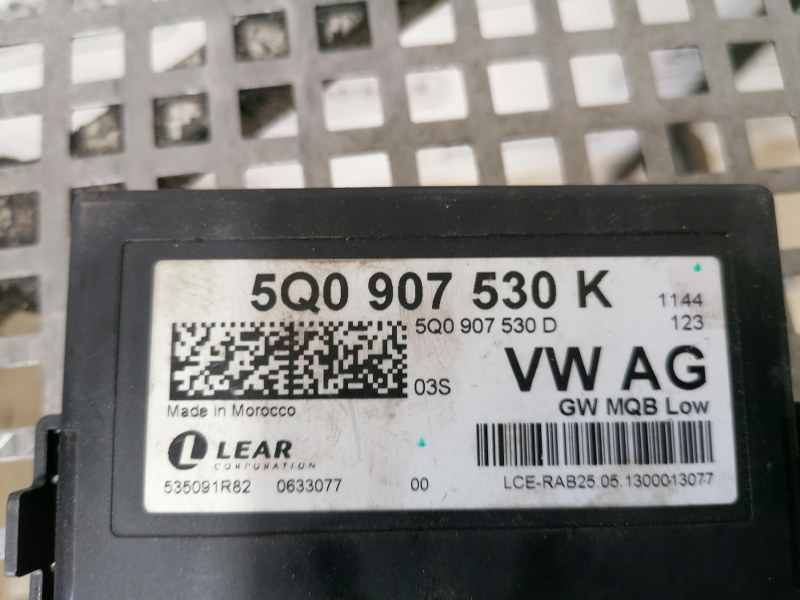 5Q0 907 530 K 1144
5Q0 907 530 D 123
03S VW AG
Made in Morocco GW MQB Low
LEAR
CORPORATION
535091R82 0633077 00 LCE-RAB25.05.1300013077